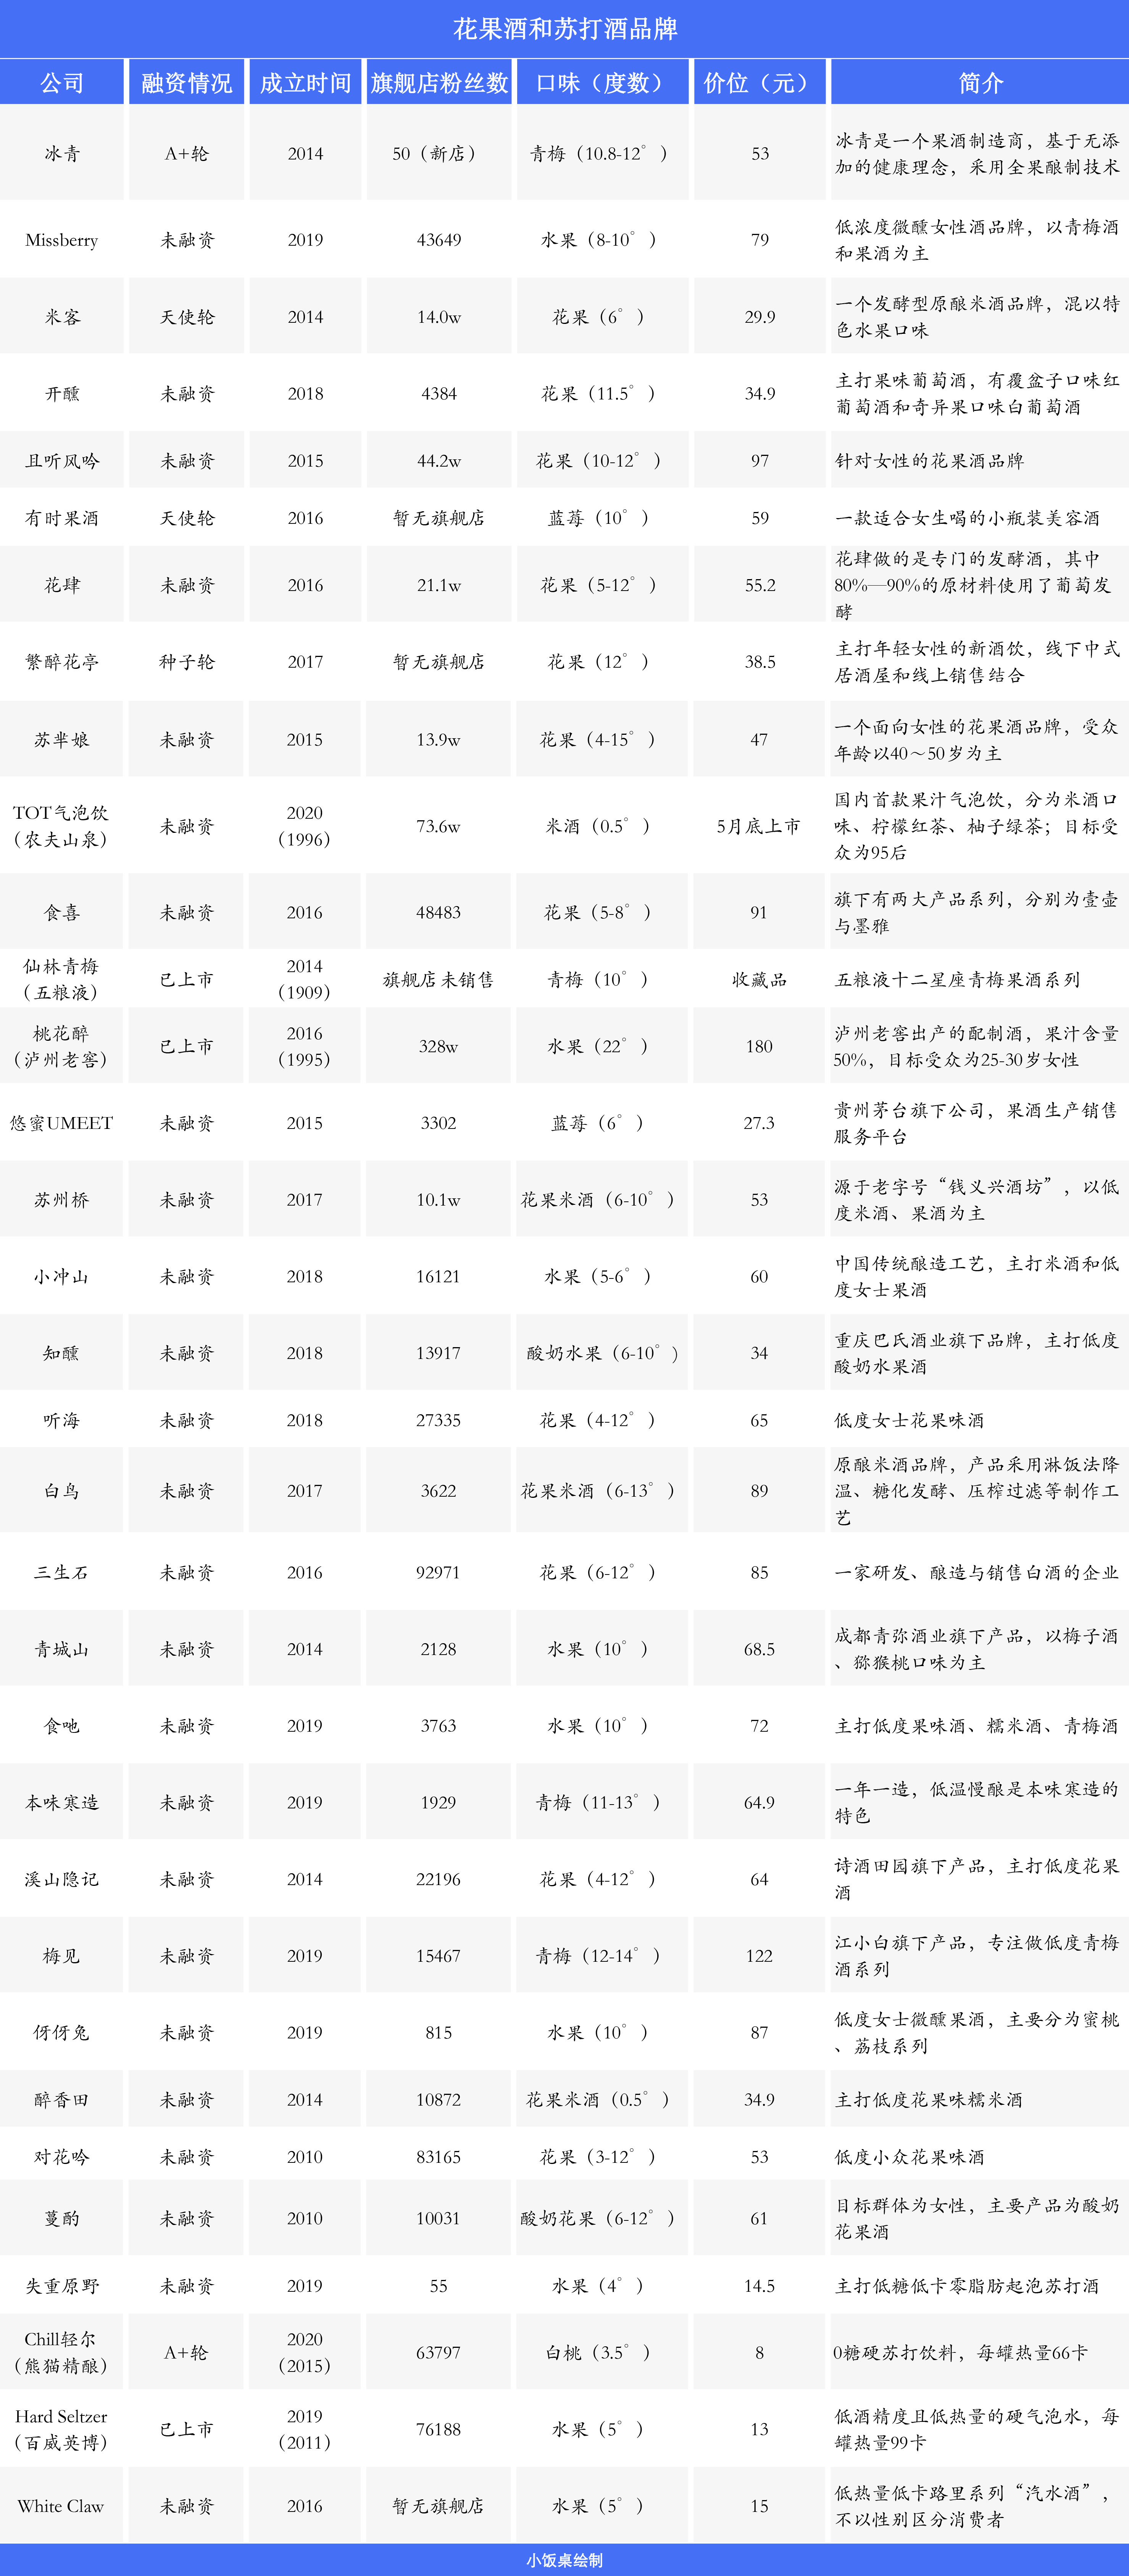 花果酒和苏打酒品牌
公司 融资情况 成立时间 旗舰店粉丝数 口味（度数） 价位（元） 简介
冰青 A+轮 2014 50（新店） 青梅（10.8-12°） 53 冰青是一个果酒制造商，基于无添
加的健康理念，采用全果酿制技术
Missberry 未融资 2019 43649 水果（8-10°） 79 低浓度微醺女性酒品牌，以青梅酒
和果酒为主
米客 天使轮 2014 14.0w 花果（6°） 29.9 一个发酵型原酿米酒品牌，混以特
色水果口味
开醺 未融资 2018 4384 花果（11.5°） 34.9 主打果味葡萄酒，有覆盆子口味红
葡萄酒和奇异果口味白葡萄酒
且听风吟 未融资 2015 44.2w 花果（10-12°） 97 针对女性的花果酒品牌
有时果酒 天使轮 2016 暂无旗舰店 蓝莓（10°） 59 一款适合女生喝的小瓶装美容酒
花肆 未融资 2016 21.1w 花果（5-12°） 55.2 花肆做的是专门的发酵酒，其中
80%—90%的原材料使用了葡萄发
酵
繁醉花亭 种子轮 2017 暂无旗舰店 花果（12°） 38.5 主打年轻女性的新酒饮，线下中式
居酒屋和线上销售结合
苏芈娘 未融资 2015 13.9w 花果（4-15°） 47 一个面向女性的花果酒品牌，受众
年龄以40～50岁为主
TOT气泡饮
（农夫山泉） 未融资 2020
（1996） 73.6w 米酒（0.5°） 5月底上市 国内首款果汁气泡饮，分为米酒口
味、柠檬红茶、柚子绿茶；目标受
众为95后
食喜 未融资 2016 48483 花果（5-8°） 91 旗下有两大产品系列，分别为壹壶
与墨雅
仙林青梅
（五粮液） 已上市 2014
（1909） 旗舰店未销售 青梅（10°） 收藏品 五粮液十二星座青梅果酒系列
桃花醉
（泸州老窖） 已上市 2016
（1995） 328w 水果（22°） 180 泸州老窖出产的配制酒，果汁含量
50%，目标受众为25-30岁女性
悠蜜UMEET 未融资 2015 3302 蓝莓（6°） 27.3 贵州茅台旗下公司，果酒生产销售
服务平台
苏州桥 未融资 2017 10.1w 花果米酒（6-10°） 53 源于老字号“钱义兴酒坊”，以低
度米酒、果酒为主
小冲山 未融资 2018 16121 水果（5-6°） 60 中国传统酿造工艺，主打米酒和低
度女士果酒
知醺 未融资 2018 13917 酸奶水果（6-10°） 34 重庆巴氏酒业旗下品牌，主打低度
酸奶水果酒
听海 未融资 2018 27335 花果（4-12°） 65 低度女士花果味酒
白鸟 未融资 2017 3622 花果米酒（6-13°） 89 原酿米酒品牌，产品采用淋饭法降
温、糖化发酵、压榨过滤等制作工
艺
三生石 未融资 2016 92971 花果（6-12°） 85 一家研发、酿造与销售白酒的企业
青城山 未融资 2014 2128 水果（10°） 68.5 成都青弥酒业旗下产品，以梅子酒
、猕猴桃口味为主
食吔 未融资 2019 3763 水果（10°） 72 主打低度果味酒、糯米酒、青梅酒
本味寒造 未融资 2019 1929 青梅（11-13°） 64.9 一年一造，低温慢酿是本味寒造的
特色
溪山隐记 未融资 2014 22196 花果（4-12°） 64 诗酒田园旗下产品，主打低度花果
酒
梅见 未融资 2019 15467 青梅（12-14°） 122 江小白旗下产品，专注做低度青梅
酒系列
伢伢兔 未融资 2019 815 水果（10°） 87 低度女士微醺果酒，主要分为蜜桃
、荔枝系列
醉香田 未融资 2014 10872 花果米酒（0.5°） 34.9 主打低度花果味糯米酒
对花吟 未融资 2010 83165 花果（3-12°） 53 低度小众花果味酒
蔓酌 未融资 2010 10031 酸奶花果（6-12°） 61 目标群体为女性，主要产品为酸奶
花果酒
失重原野 未融资 2019 55 水果（4°） 14.5 主打低糖低卡零脂肪起泡苏打酒
Chill轻尔
（熊猫精酿） A+轮 2020
（2015） 63797 白桃（3.5°） 8 0糖硬苏打饮料，每罐热量66卡
Hard Seltzer
（百威英博） 已上市 2019
（2011） 76188 水果（5°） 13 低酒精度且低热量的硬气泡水，每
罐热量99卡
White Claw 未融资 2016 暂无旗舰店 水果（5°） 15 低热量低卡路里系列“汽水酒”，
不以性别区分消费者
小饭桌绘制